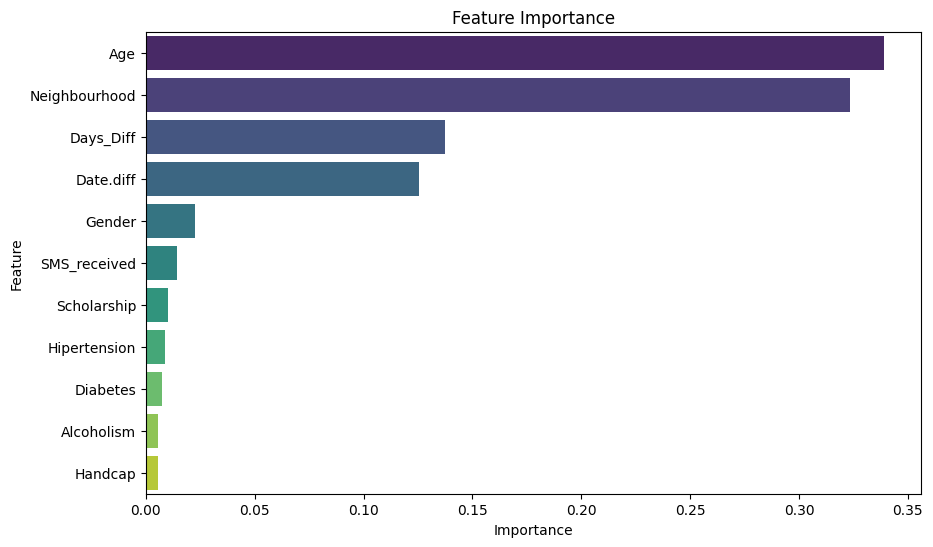 Feature Importance
Age
Neighbourhood
Days_Diff
Date.diff
Gender
SMS_received
Scholarship
Hipertension
Diabetes
Alcoholism
Handcap
Feature
0.00 0.05 0.10 0.15 0.20 0.25 0.30 0.35
Importance